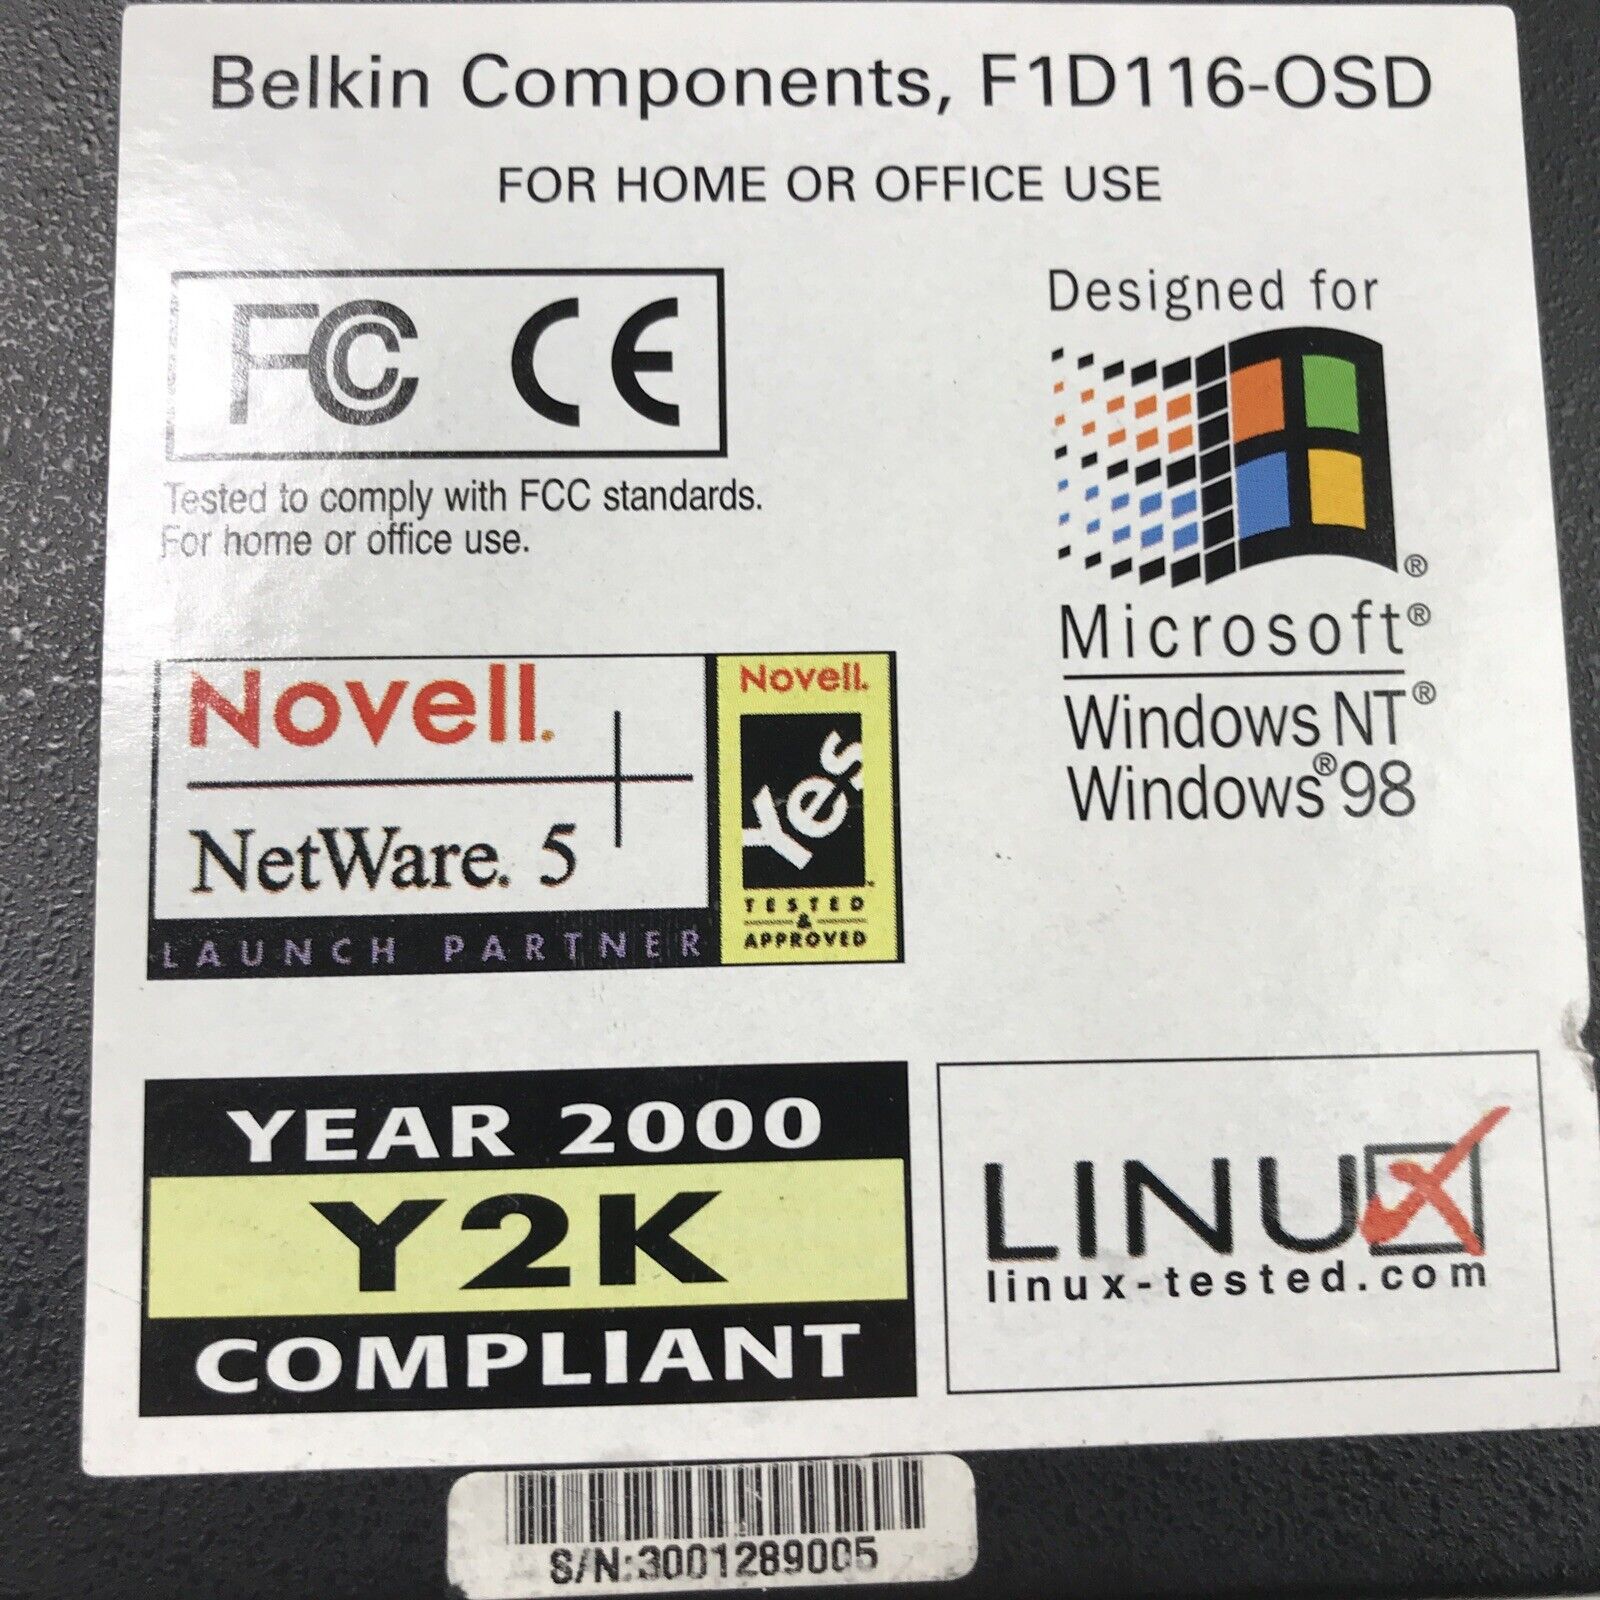 Belkin Components, F1D116-OSD
FOR HOME OR OFFICE USE
FCC CE
Tested to comply with FCC standards.
For home or office use.
Designed for
®
Microsoft®
Windows NT®
Windows®98
Novell.
NetWare. 5
LAUNCH PARTNER
Novell.
Yes
TESTED
&
APPROVED
YEAR 2000
Y2K
COMPLIANT
LINUX
linux-tested.com
S/N:3001289005